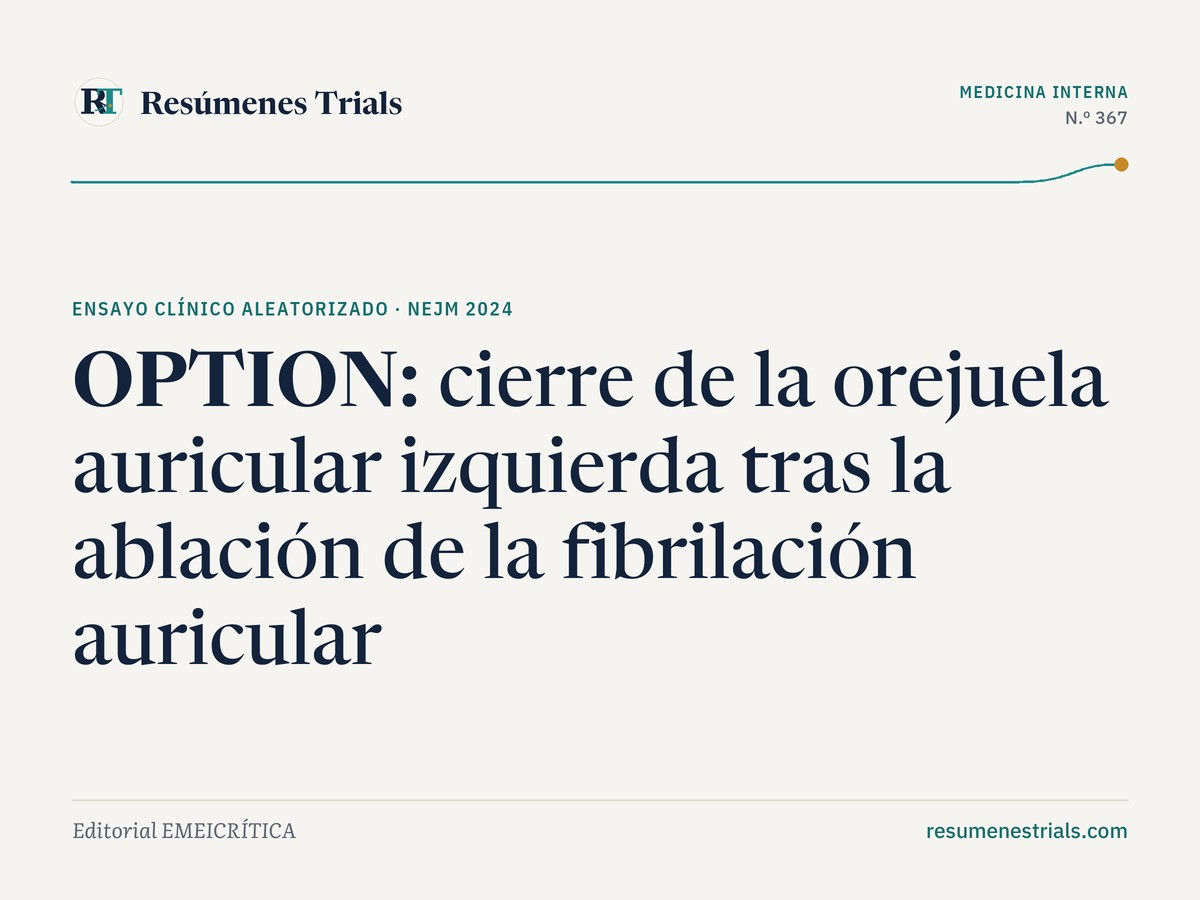 RT Resúmenes Trials
MEDICINA INTERNA
N.º 367
ENSAYO CLÍNICO ALEATORIZADO · NEJM 2024
OPTION: cierre de la orejuela
auricular izquierda tras la
ablación de la fibrilación
auricular
Editorial EMEICRÍTICA
resumenestrials.com